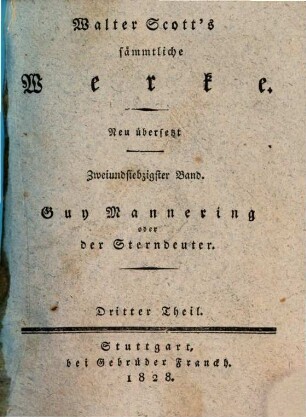 Walter Scott's
sämmtliche
Werke.
Neu übersetzt
Zweiundsiebzigster Band.
Guy Mannering
oder
der Sterndeuter.
Dritter Theil.
Stuttgart,
bei Gebrüder Franckh.
1828.